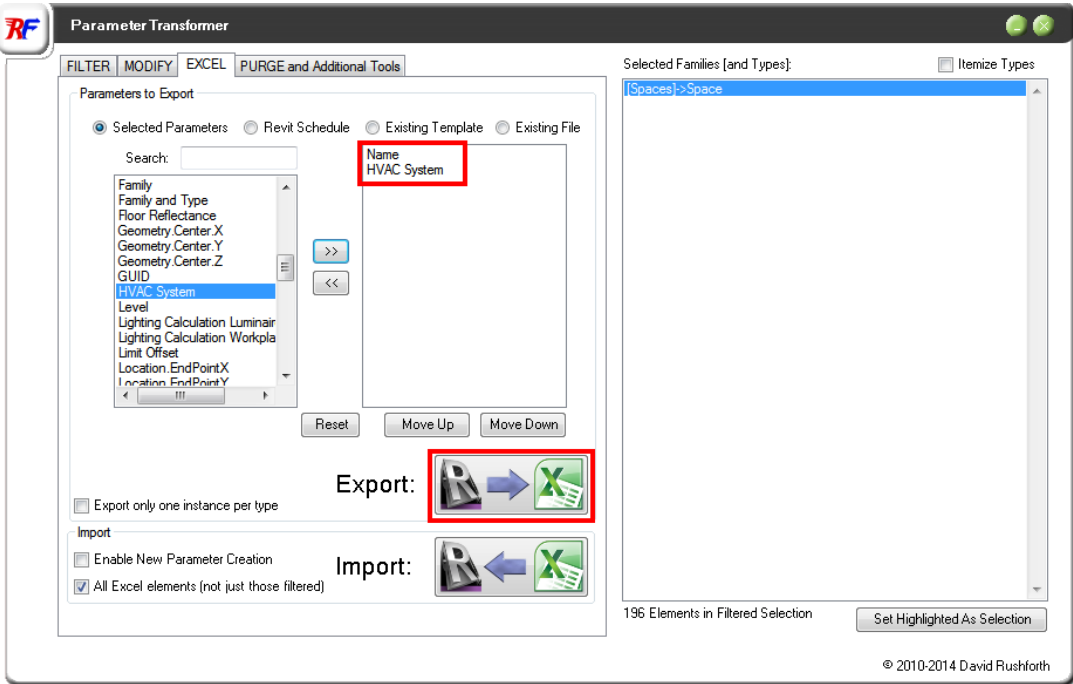 RF
Parameter Transformer
FILTER
MODIFY
EXCEL
PURGE and Additional Tools
Parameters to Export
Selected Parameters
Revit Schedule
Existing Template
Existing File
Search:
Family
Family and Type
Floor Reflectance
Geometry.Center.X
Geometry.Center.Y
Geometry.Center.Z
GUID
HVAC System
Level
Lighting Calculation Luminair
Lighting Calculation Workpla
Limit Offset
Location.EndPointX
Location.EndPointY
>>
<<
Name
HVAC System
Reset
Move Up
Move Down
Export only one instance per type
Export:
Import
Enable New Parameter Creation
All Excel elements (not just those filtered)
Import:
Selected Families [and Types]:
Itemize Types
[Spaces]->Space
196 Elements in Filtered Selection
Set Highlighted As Selection
© 2010-2014 David Rushforth